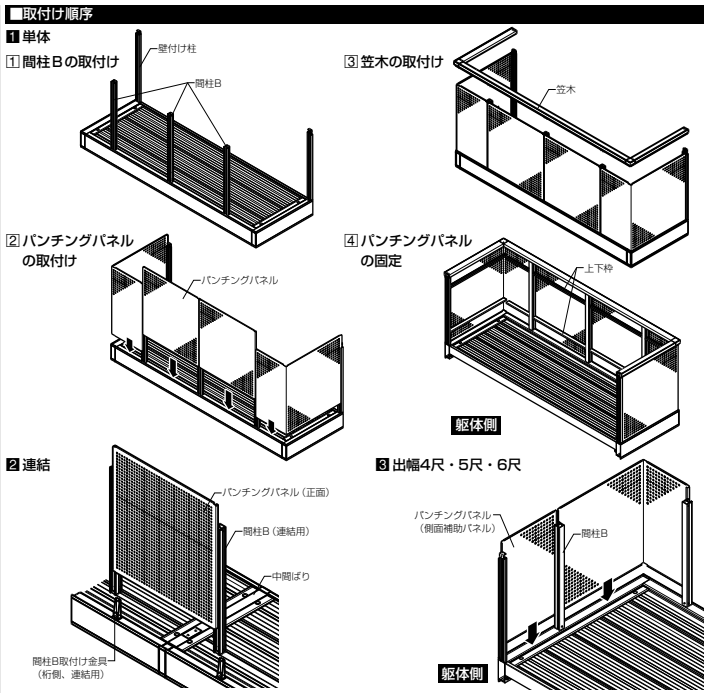 ■取付け順序
1 単体
1 間柱Bの取付け
壁付け柱
間柱B
2 パンチングパネル
の取付け
パンチングパネル
3 笠木の取付け
笠木
4 パンチングパネル
の固定
上下枠
躯体側
2 連結
パンチングパネル（正面）
間柱B（連結用）
中間ばり
間柱B取付け金具
（桁側、連結用）
3 出幅4尺・5尺・6尺
パンチングパネル
（側面補助パネル）
間柱B
躯体側